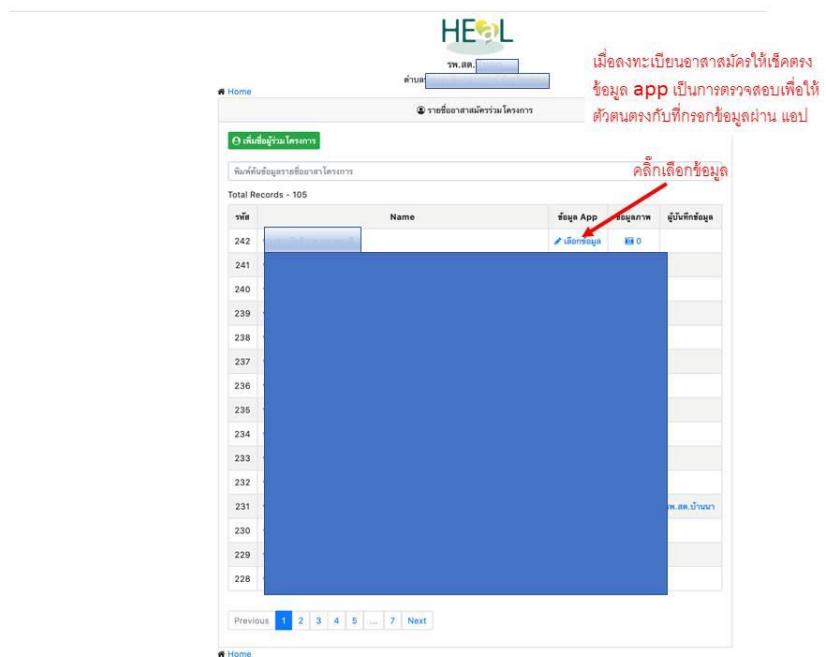 HEaL
รพ.สต.
ตำบล
Home
เมื่อลงทะเบียนอาสาสมัครให้เช็คตรง
ข้อมูล app เป็นการตรวจสอบเพื่อให้
ตัวตนตรงกับที่กรอกข้อมูลผ่าน แอป
รายชื่ออาสาสมัครร่วมโครงการ
เพิ่มชื่อผู้ร่วมโครงการ
พิมพ์ค้นข้อมูลรายชื่ออาสาโครงการ
คลิ๊กเลือกข้อมูล
Total Records - 105
รหัส Name ข้อมูล App ข้อมูลภาพ ผู้บันทึกข้อมูล
242 เลือกข้อมูล 0
241
240
239
238
237
236
235
234
233
232
231 รพ.สต.บ้านนา
230
229
228
Previous 1 2 3 4 5 ... 7 Next
Home